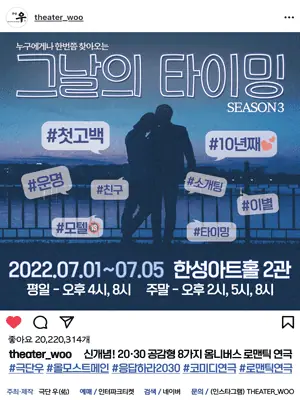 우
theater_woo
누구에게나 한번쯤 찾아오는
그날의 타이밍
SEASON 3
#첫고백
#10년째
#운명
#친구
#소개팅
#이별
#모텔
#타이밍
2022.07.01~07.05 한성아트홀 2관
평일 - 오후 4시, 8시 주말 - 오후 2시, 5시, 8시
좋아요 20,220,314개
theater_woo 신개념! 20·30 공감형 8가지 옴니버스 로맨틱 연극
#극단우 #올모스트메인 #응답하라2030 #코미디연극 #로맨틱연극
주최·제작 극단 우(佑) 예매 / 인터파크티켓 검색 / 네이버 문의 / (인스타그램) THEATER_WOO